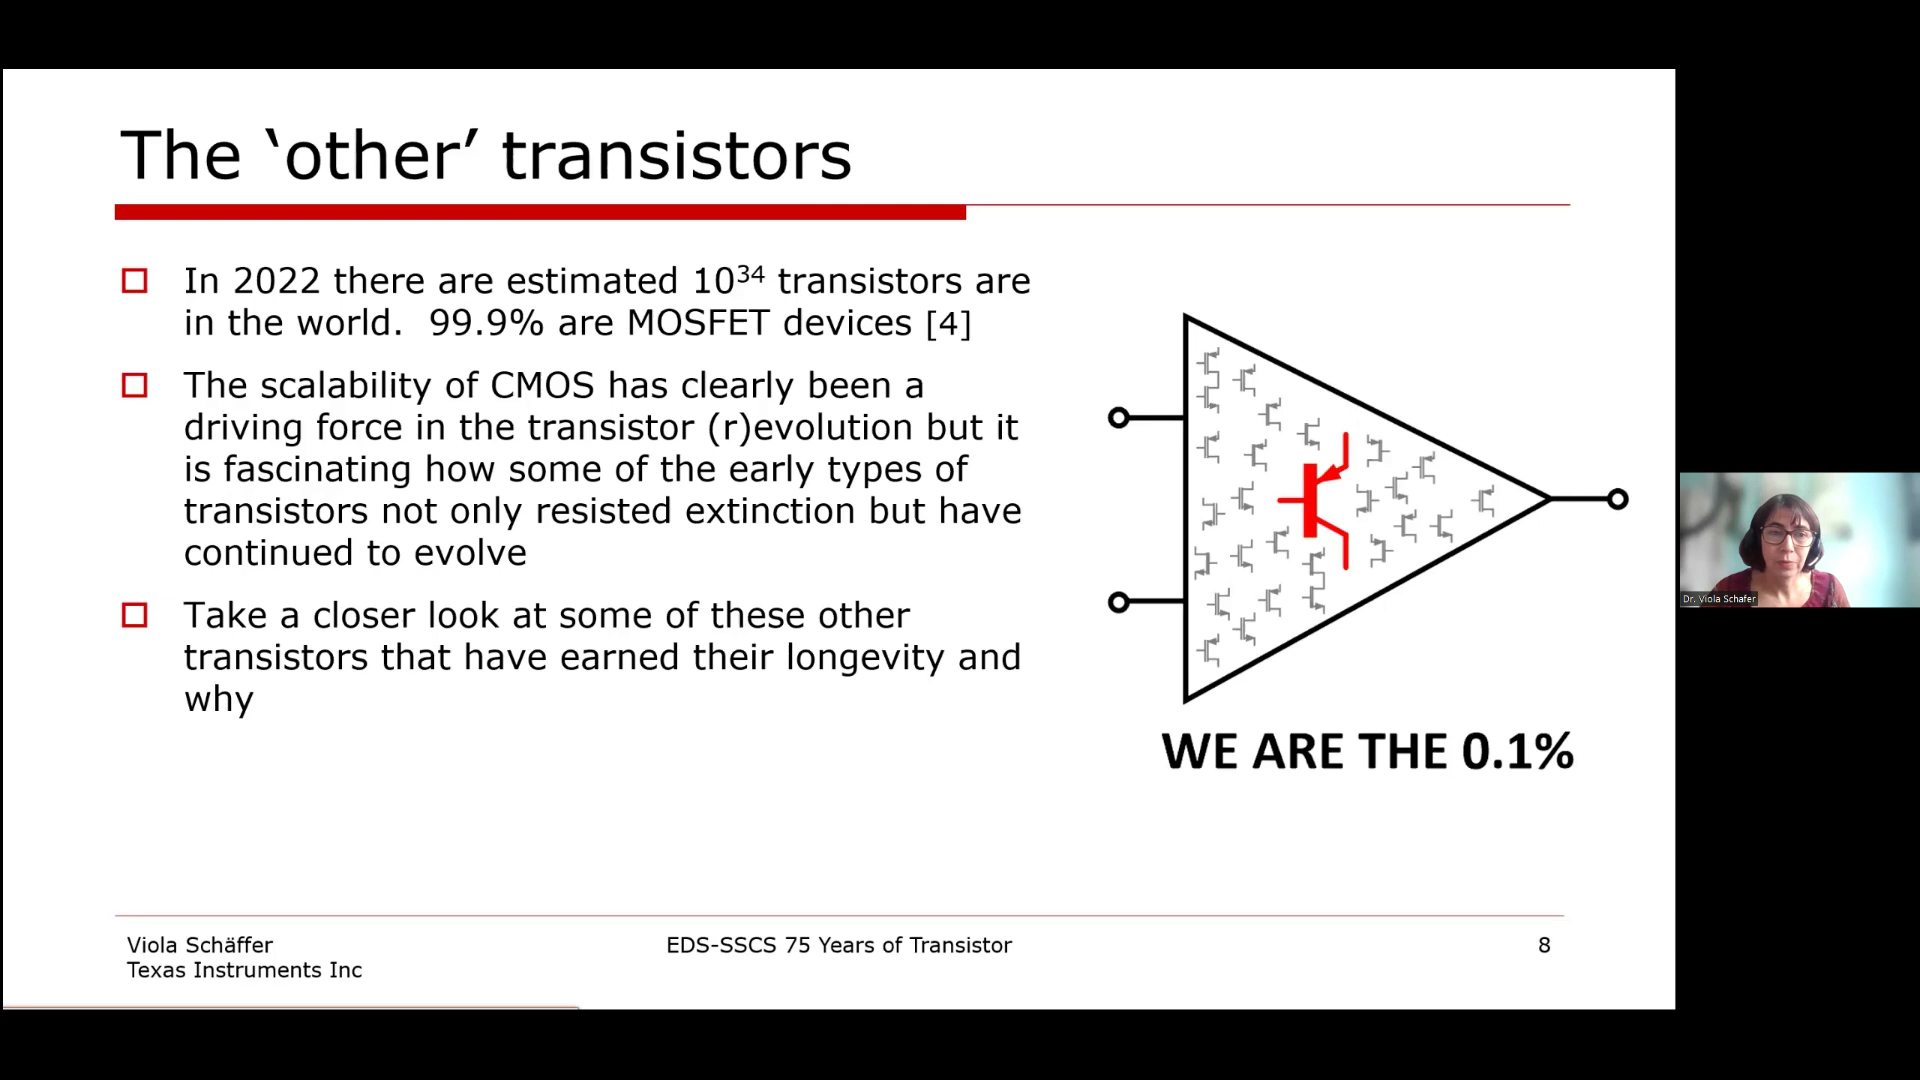 The ‘other’ transistors
In 2022 there are estimated 10³⁴ transistors are
in the world.  99.9% are MOSFET devices [4]
The scalability of CMOS has clearly been a
driving force in the transistor (r)evolution but it
is fascinating how some of the early types of
transistors not only resisted extinction but have
continued to evolve
Take a closer look at some of these other
transistors that have earned their longevity and
why
WE ARE THE 0.1%
Dr. Viola Schafer
Viola Schäffer
Texas Instruments Inc
EDS-SSCS 75 Years of Transistor
8